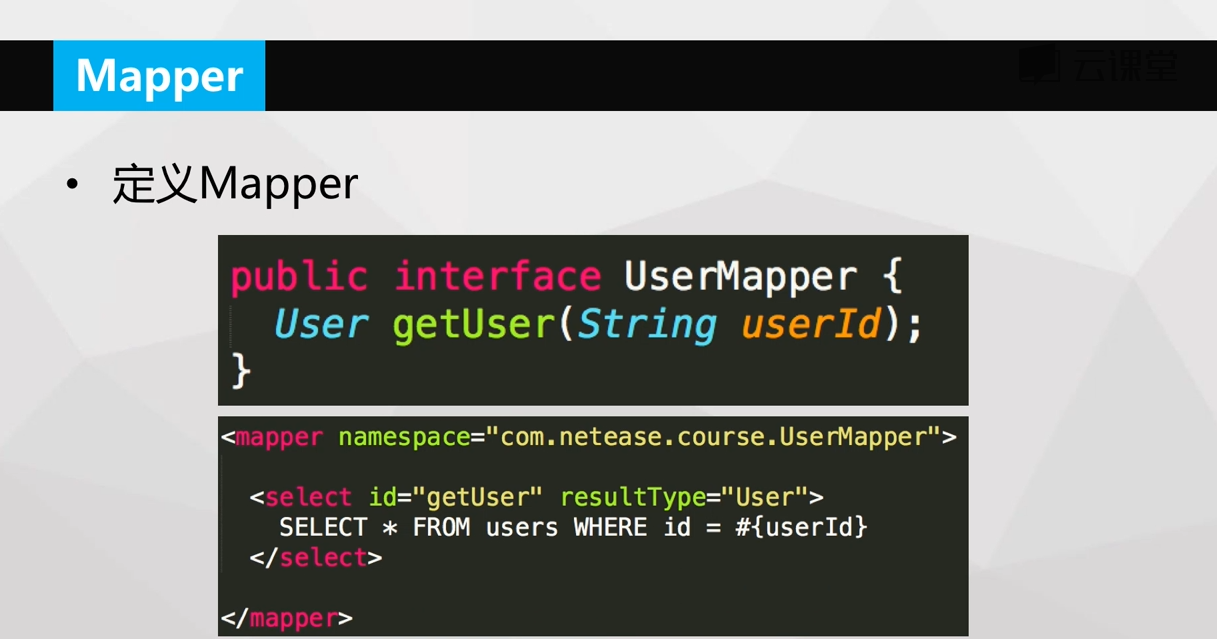 Mapper
云课堂
• 定义Mapper
public interface UserMapper {
  User getUser(String userId);
}
<mapper namespace="com.netease.course.UserMapper">
  <select id="getUser" resultType="User">
    SELECT * FROM users WHERE id = #{userId}
  </select>
</mapper>